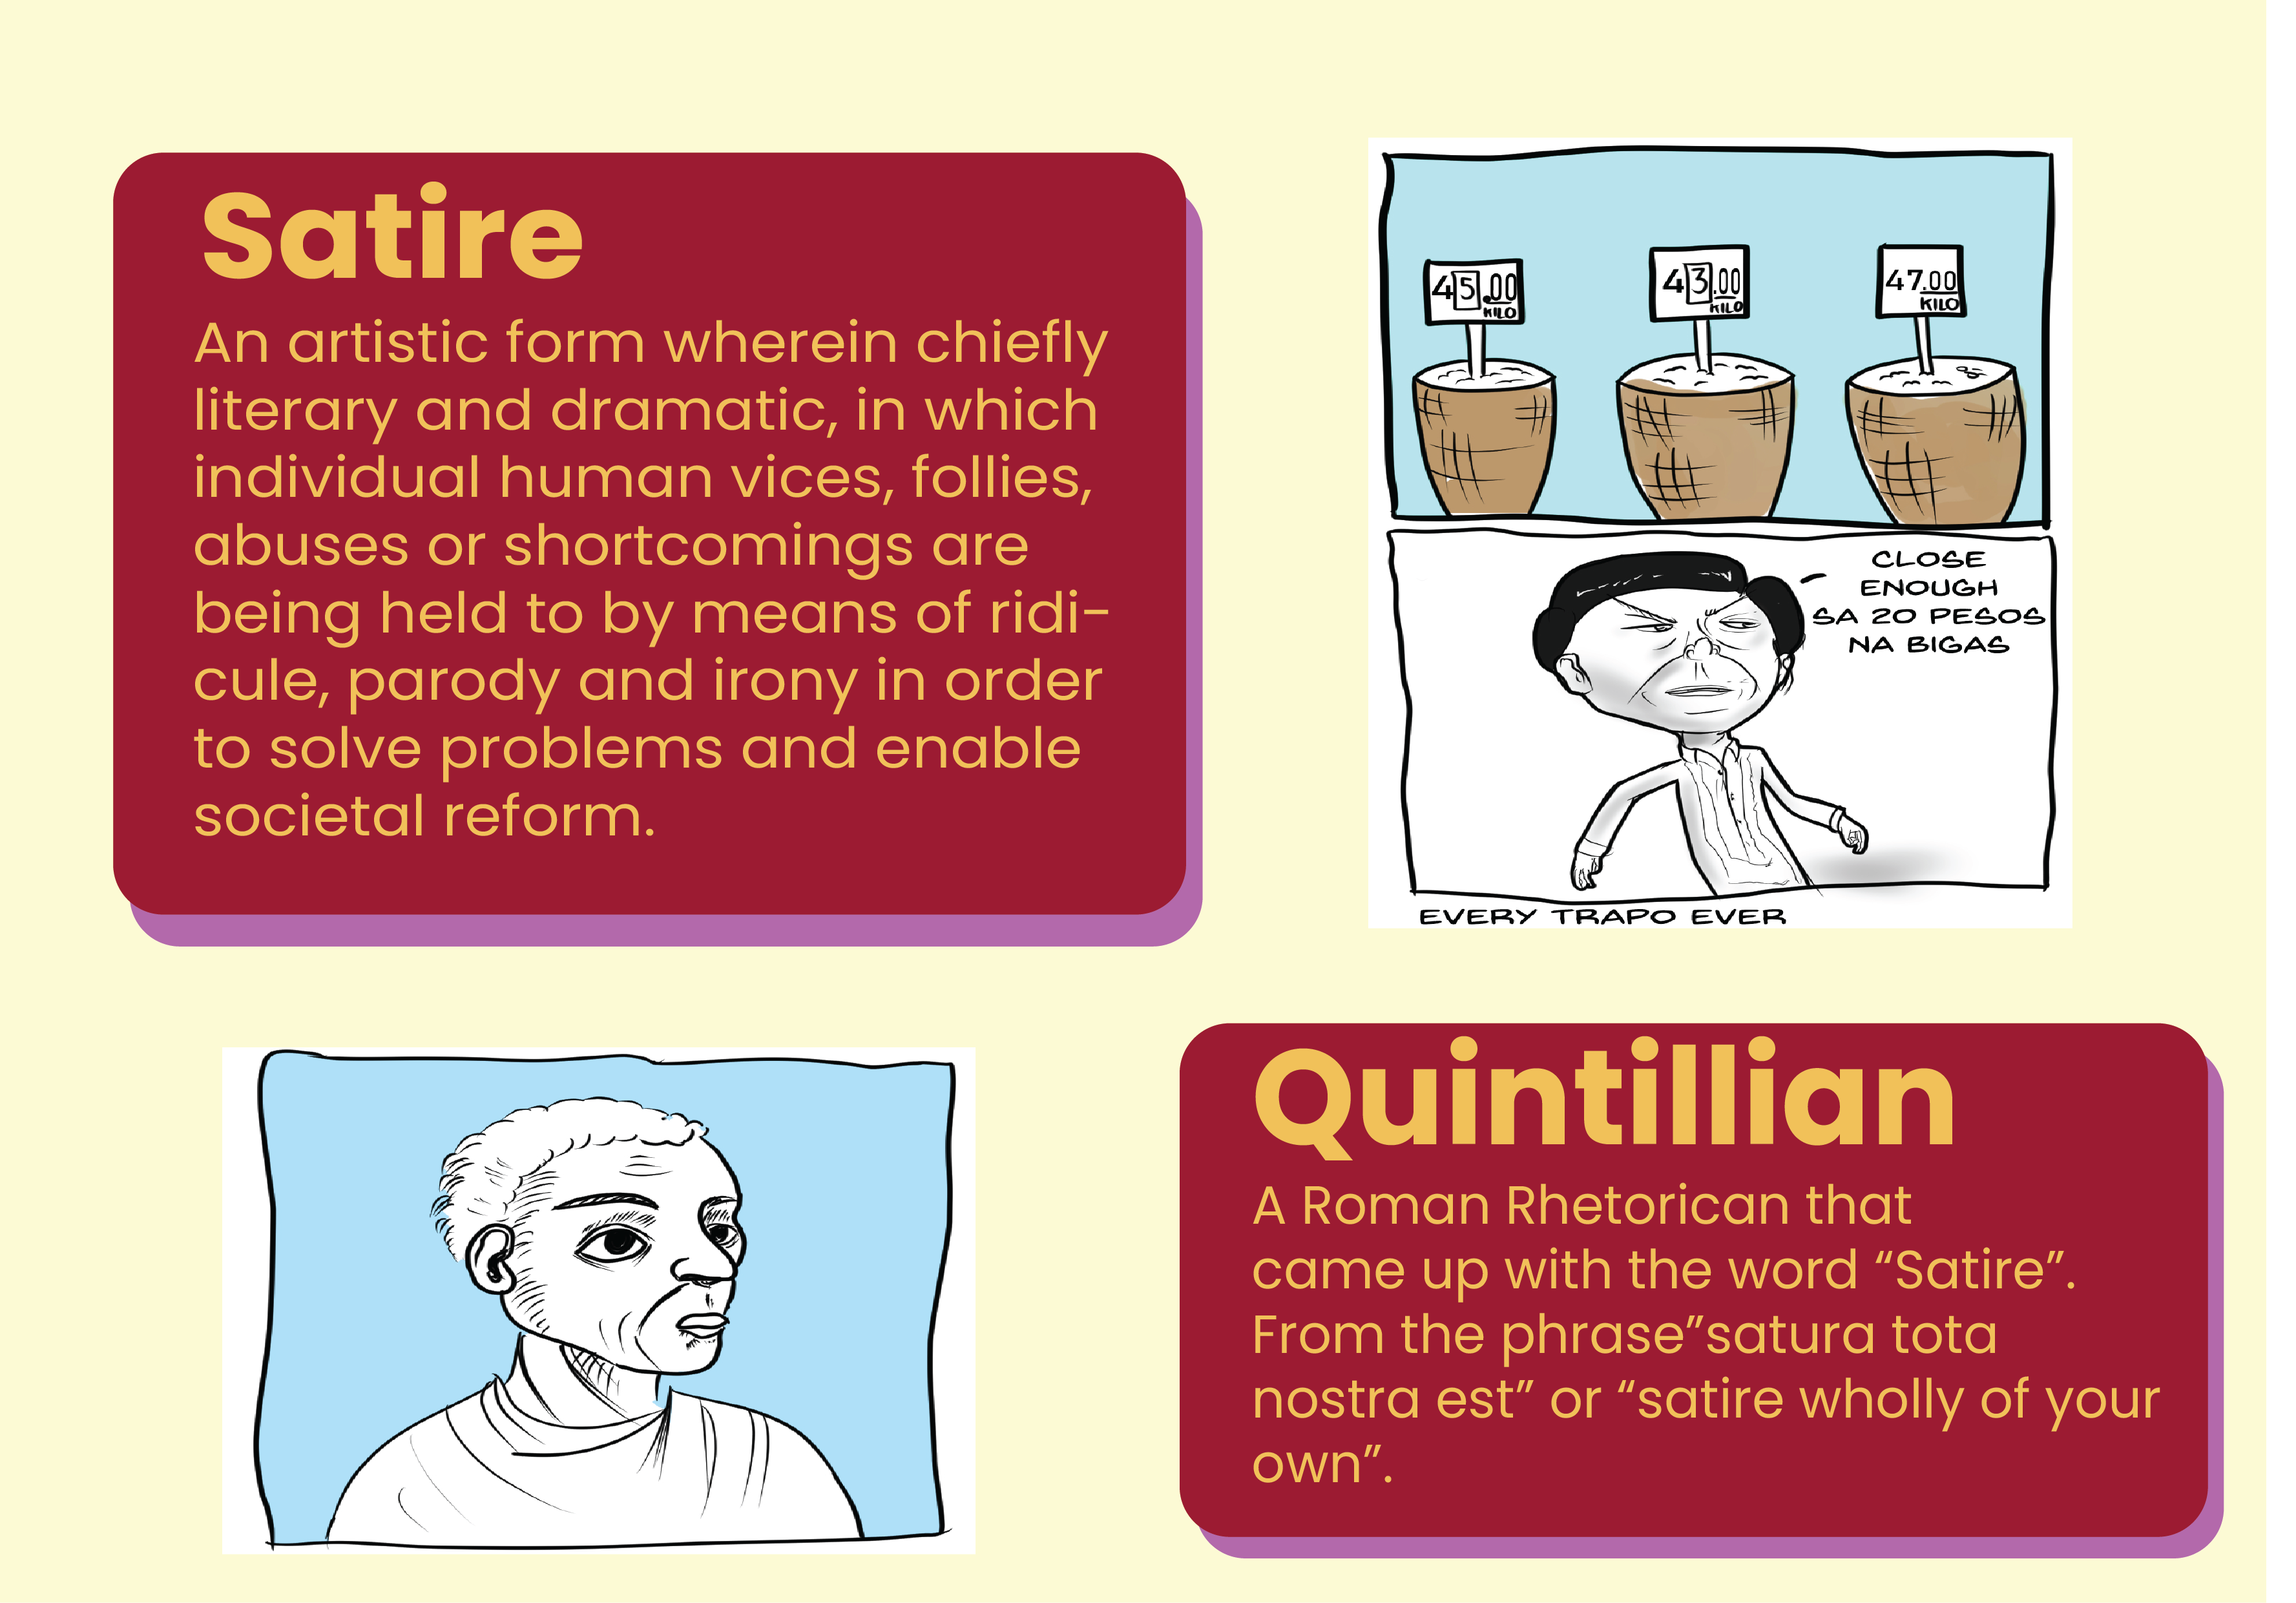 Satire
An artistic form wherein chiefly
literary and dramatic, in which
individual human vices, follies,
abuses or shortcomings are
being held to by means of ridi-
cule, parody and irony in order
to solve problems and enable
societal reform.
45.00
KILO
43.00
KILO
47.00
KILO
CLOSE
ENOUGH
SA 20 PESOS
NA BIGAS
EVERY TRAPO EVER
Quintillian
A Roman Rhetorican that
came up with the word “Satire”.
From the phrase”satura tota
nostra est” or “satire wholly of your
own”.